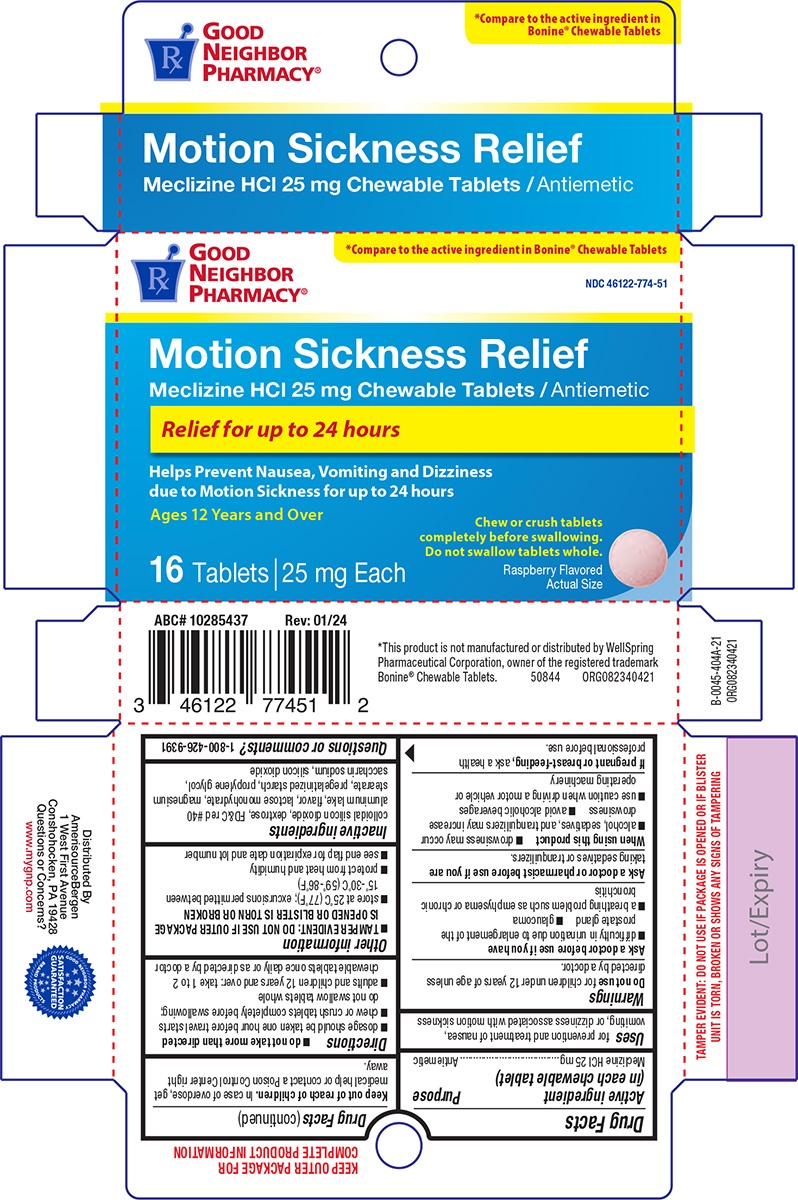 GOOD
NEIGHBOR
PHARMACY®
*Compare to the active ingredient in
Bonine® Chewable Tablets
Motion Sickness Relief
Meclizine HCl 25 mg Chewable Tablets / Antiemetic
GOOD
NEIGHBOR
PHARMACY®
*Compare to the active ingredient in Bonine® Chewable Tablets
NDC 46122-774-51
Motion Sickness Relief
Meclizine HCl 25 mg Chewable Tablets / Antiemetic
Relief for up to 24 hours
Helps Prevent Nausea, Vomiting and Dizziness
due to Motion Sickness for up to 24 hours
Ages 12 Years and Over
Chew or crush tablets
completely before swallowing.
Do not swallow tablets whole.
Raspberry Flavored
Actual Size
16 Tablets | 25 mg Each
ABC# 10285437 Rev: 01/24
3 46122 77451 2
*This product is not manufactured or distributed by WellSpring
Pharmaceutical Corporation, owner of the registered trademark
Bonine® Chewable Tablets. 50844 ORG082340421
B-0045-404A-21
ORG082340421
Drug Facts
Active ingredient Purpose
(in each chewable tablet)
Meclizine HCl 25 mg......Antiemetic
Uses for prevention and treatment of nausea,
vomiting, or dizziness associated with motion sickness
Warnings
Do not use for children under 12 years of age unless
directed by a doctor.
Ask a doctor before use if you have
■ difficulty in urination due to enlargement of the
prostate gland ■ glaucoma
■ a breathing problem such as emphysema or chronic
bronchitis
Ask a doctor or pharmacist before use if you are
taking sedatives or tranquilizers.
When using this product ■ drowsiness may occur
■ alcohol, sedatives, and tranquilizers may increase
drowsiness ■ avoid alcoholic beverages
■ use caution when driving a motor vehicle or
operating machinery
If pregnant or breast-feeding, ask a health
professional before use.
Drug Facts (continued)
Keep out of reach of children. In case of overdose, get
medical help or contact a Poison Control Center right
away.
Directions ■ do not take more than directed
■ dosage should be taken one hour before travel starts
■ chew or crush tablets completely before swallowing;
do not swallow tablets whole
■ adults and children 12 years and over: take 1 to 2
chewable tablets once daily or as directed by a doctor
Other information
■ TAMPER EVIDENT: DO NOT USE IF OUTER PACKAGE
IS OPENED OR BLISTER IS TORN OR BROKEN
■ store at 25°C (77°F); excursions permitted between
15°-30°C (59°-86°F)
■ protect from heat and humidity
■ see end flap for expiration date and lot number
Inactive ingredients
colloidal silicon dioxide, dextrose, FD&C red #40
aluminum lake, flavor, lactose monohydrate, magnesium
stearate, pregelatinized starch, propylene glycol,
saccharin sodium, silicon dioxide
Questions or comments? 1-800-426-9391
KEEP OUTER PACKAGE FOR
COMPLETE PRODUCT INFORMATION
Distributed By
AmerisourceBergen
1 West First Avenue
Conshohocken, PA 19428
Questions or Concerns?
www.mygnp.com
SATISFACTION
GUARANTEED
TAMPER EVIDENT: DO NOT USE IF PACKAGE IS OPENED OR IF BLISTER
UNIT IS TORN, BROKEN OR SHOWS ANY SIGNS OF TAMPERING
Lot/Expiry